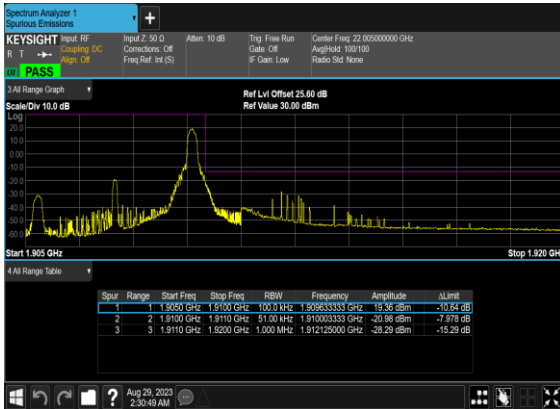 Spectrum Analyzer 1
Spurious Emissions
+
KEYSIGHT Input: RF Input Z: 50 Ω Atten: 10 dB Trig: Free Run Center Freq: 22.005000000 GHz
R T Coupling: DC Corrections: Off Gate: Off Avg|Hold: 100/100
Align: Off Freq Ref: Int (S) IF Gain: Low Radio Std: None
PASS
3 All Range Graph
Ref Lvl Offset 25.60 dB
Scale/Div 10.0 dB Ref Value 30.00 dBm
Log
20.0
10.0
0.00
-10.0
-20.0
-30.0
-40.0
-50.0
-60.0
Start 1.905 GHz Stop 1.920 GH
4 All Range Table
Spur Range Start Freq Stop Freq RBW Frequency Amplitude ΔLimit
1 1 1.9050 GHz 1.9100 GHz 100.0 kHz 1.909633333 GHz 19.36 dBm -10.64 dB
2 2 1.9100 GHz 1.9110 GHz 51.00 kHz 1.910003333 GHz -20.98 dBm -7.978 dB
3 3 1.9110 GHz 1.9200 GHz 1.000 MHz 1.912125000 GHz -28.29 dBm -15.29 dB
? Aug 29, 2023
2:30:49 AM